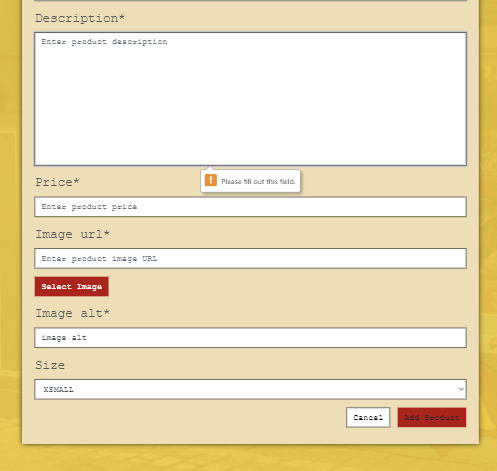 Description*
Enter product description
Please fill out this field.
Price*
Enter product price
Image url*
Enter product image URL
Select Image
Image alt*
image alt
Size
XSMALL
Cancel
Add Product